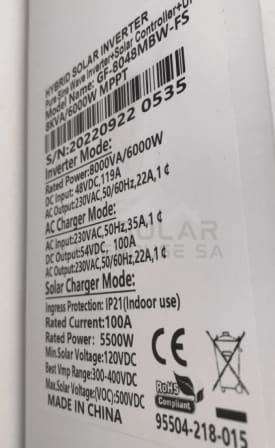 HYBRID SOLAR INVERTER
Pure Sine Wave Inverter+Solar Controller+
Model Name: GF-8048MBW-FS
8KVA/6000W MPPT
S/N:20220922 0535
Inverter Mode:
Rated Power:8000VA/6000W
DC Input: 48VDC,119A
AC Output:230VAC,50/60Hz,22A,1¢
AC Charger Mode:
AC Input:230VAC,50Hz,35A,1¢
DC Output:54VDC, 100A
AC Output:230VAC,50/60Hz,22A,1¢
Solar Charger Mode:
Ingress Protection: IP21(Indoor use)
Rated Current:100A
Rated Power: 5500W
Min.Solar Voltage:120VDC
Best Vmp Range:300-400VDC
Max.Solar Voltage(VOC):500VDC
MADE IN CHINA
CE
RoHS
Compliant
95504-218-015
SOLAR
SA